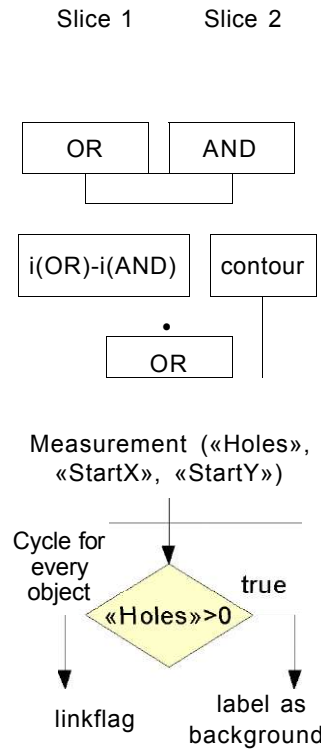 Slice 1 Slice 2
OR AND
i(OR)-i(AND) contour
OR
Measurement («Holes»,
«StartX», «StartY»)
Cycle for
every
object
true
«Holes»>0
linkflag
label as
background